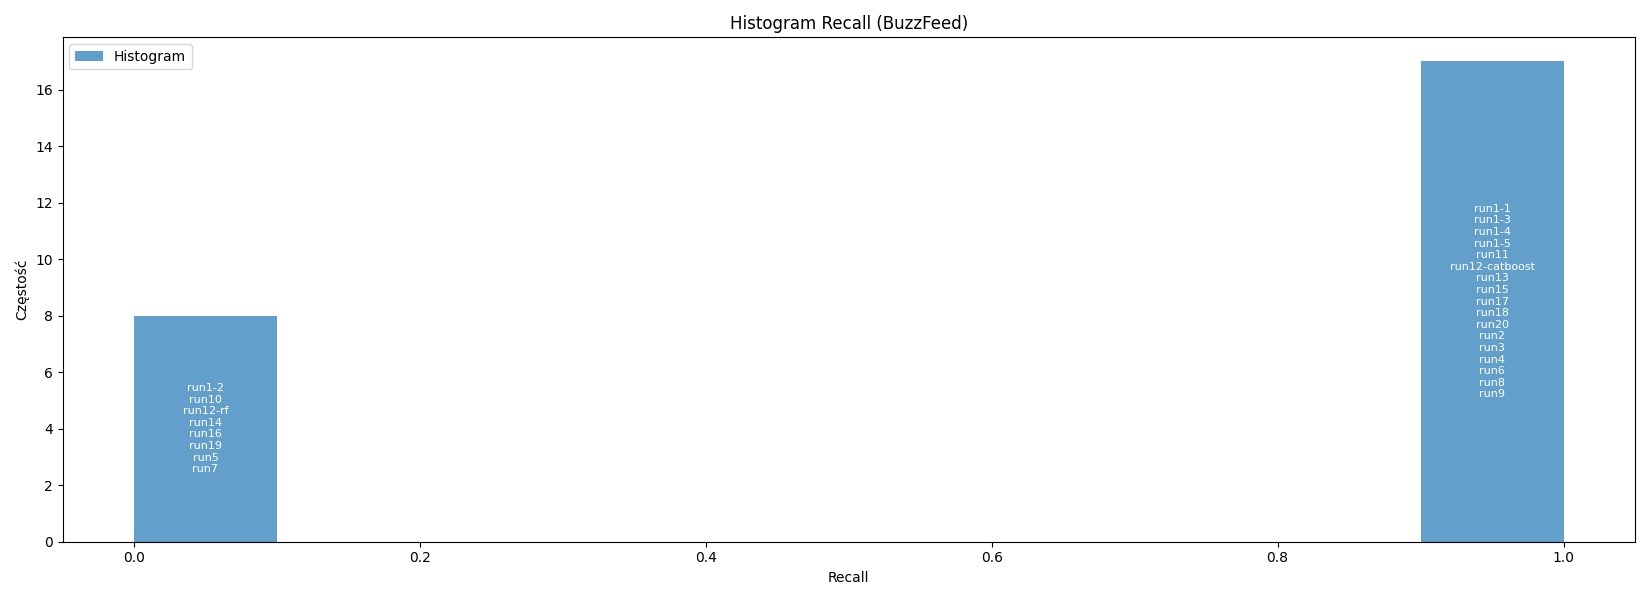 Histogram Recall (BuzzFeed)
Histogram
Częstość
16
14
12
10
8
6
4
2
0
run1-2
run10
run12-rf
run14
run16
run19
run5
run7
run1-1
run1-3
run1-4
run1-5
run11
run12-catboost
run13
run15
run17
run18
run20
run2
run3
run4
run6
run8
run9
0.0 0.2 0.4 0.6 0.8 1.0
Recall